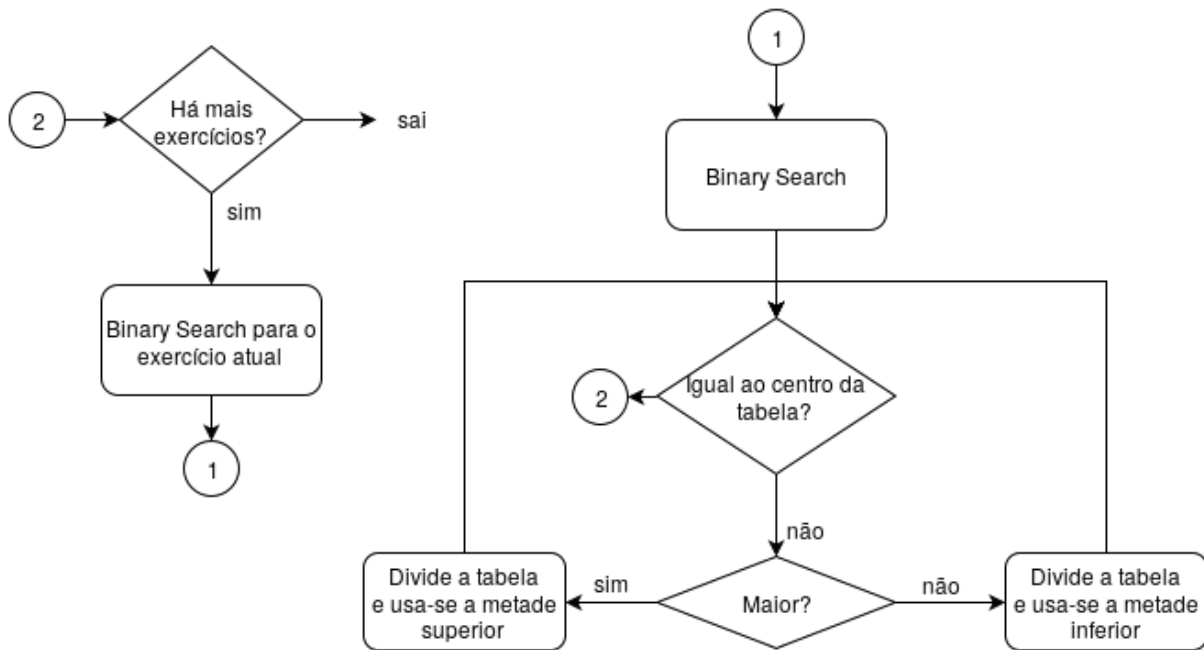 2
Há mais
exercícios?
sai
sim
Binary Search para o
exercício atual
1
1
Binary Search
Igual ao centro da
tabela?
2
não
Maior?
sim
não
Divide a tabela
e usa-se a metade
superior
Divide a tabela
e usa-se a metade
inferior